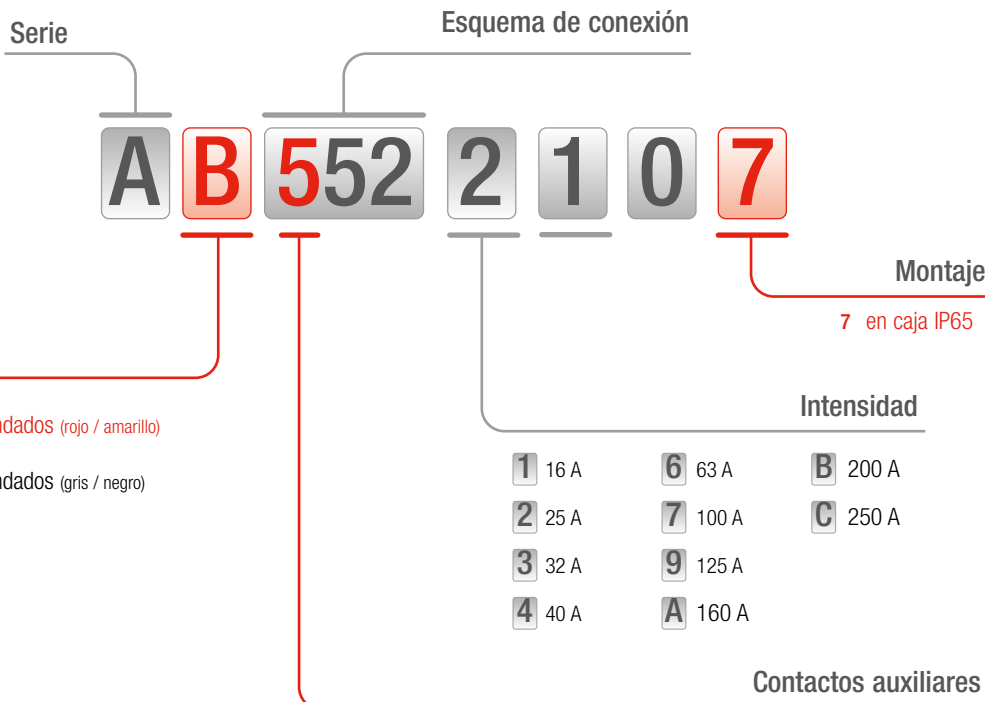 Serie
Esquema de conexión
A B 552 2 1 0 7
Montaje
7 en caja IP65
(rojo / amarillo)
(gris / negro)
Intensidad
1 16 A 6 63 A B 200 A
2 25 A 7 100 A C 250 A
3 32 A 9 125 A
4 40 A A 160 A
Contactos auxiliares